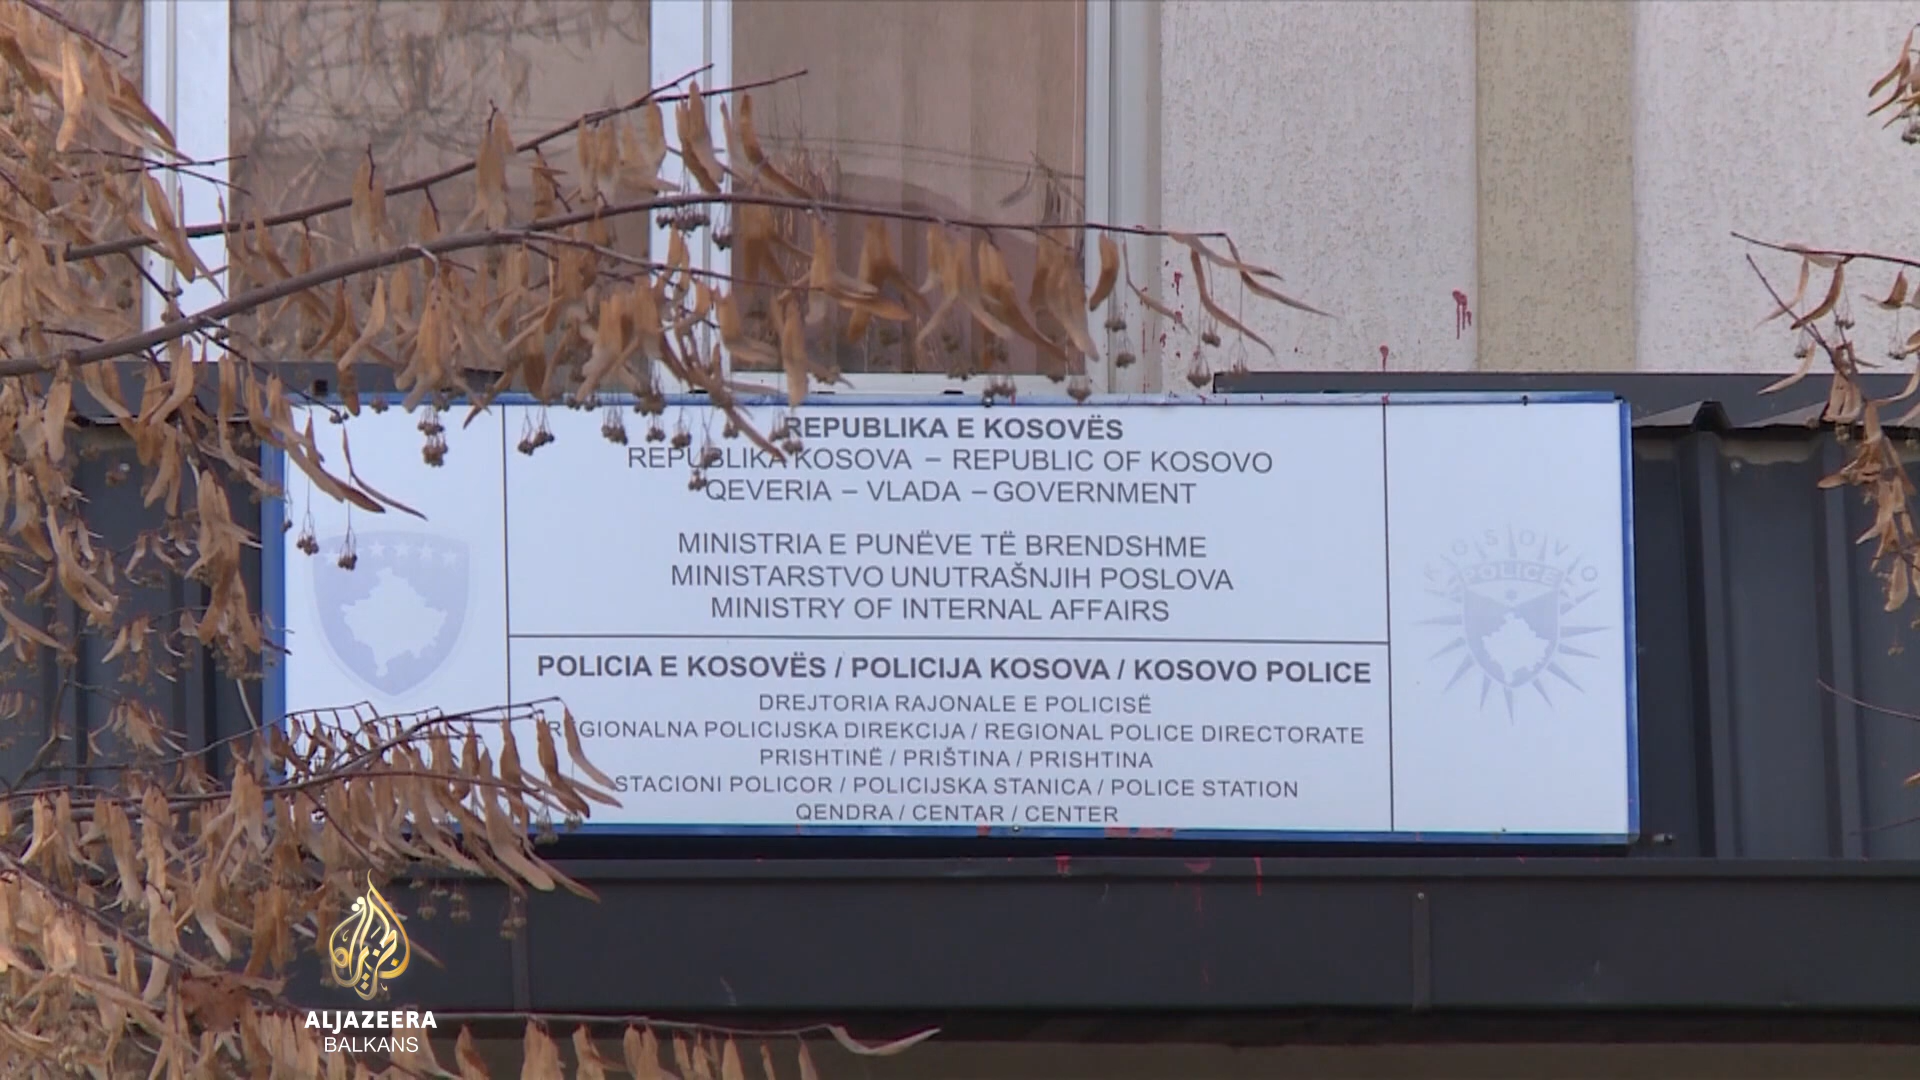 REPUBLIKA E KOSOVËS
REPUBLIKA KOSOVA – REPUBLIC OF KOSOVO
QEVERIA – VLADA – GOVERNMENT
MINISTRIA E PUNËVE TË BRENDSHME
MINISTARSTVO UNUTRAŠNJIH POSLOVA
MINISTRY OF INTERNAL AFFAIRS
POLICIA E KOSOVËS / POLICIJA KOSOVA / KOSOVO POLICE
DREJTORIA RAJONALE E POLICISË
REGIONALNA POLICIJSKA DIREKCIJA / REGIONAL POLICE DIRECTORATE
PRISHTINË / PRIŠTINA / PRISHTINA
STACIONI POLICOR / POLICIJSKA STANICA / POLICE STATION
QENDRA / CENTAR / CENTER
KOSOVO
POLICE
الجزيرة
ALJAZEERA
BALKANS